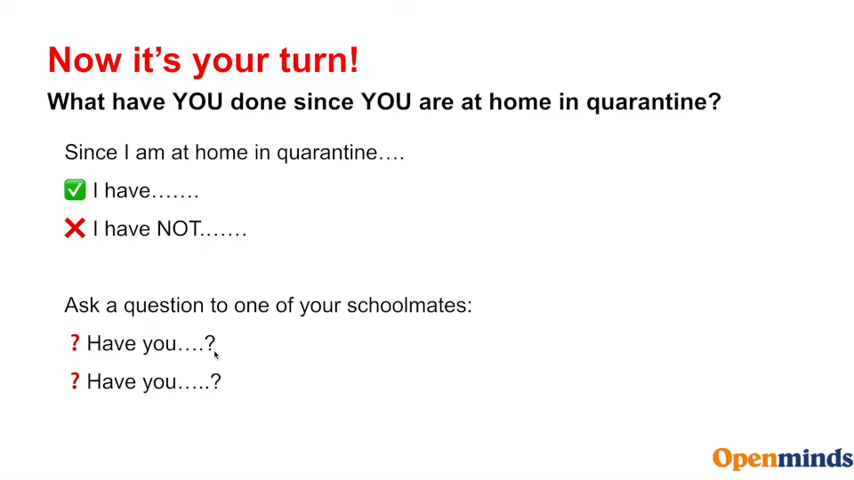 Now it's your turn!
What have YOU done since YOU are at home in quarantine?
Since I am at home in quarantine….
✅ I have…….
❌ I have NOT.……
Ask a question to one of your schoolmates:
❓ Have you….?
❓ Have you…..?
Openminds